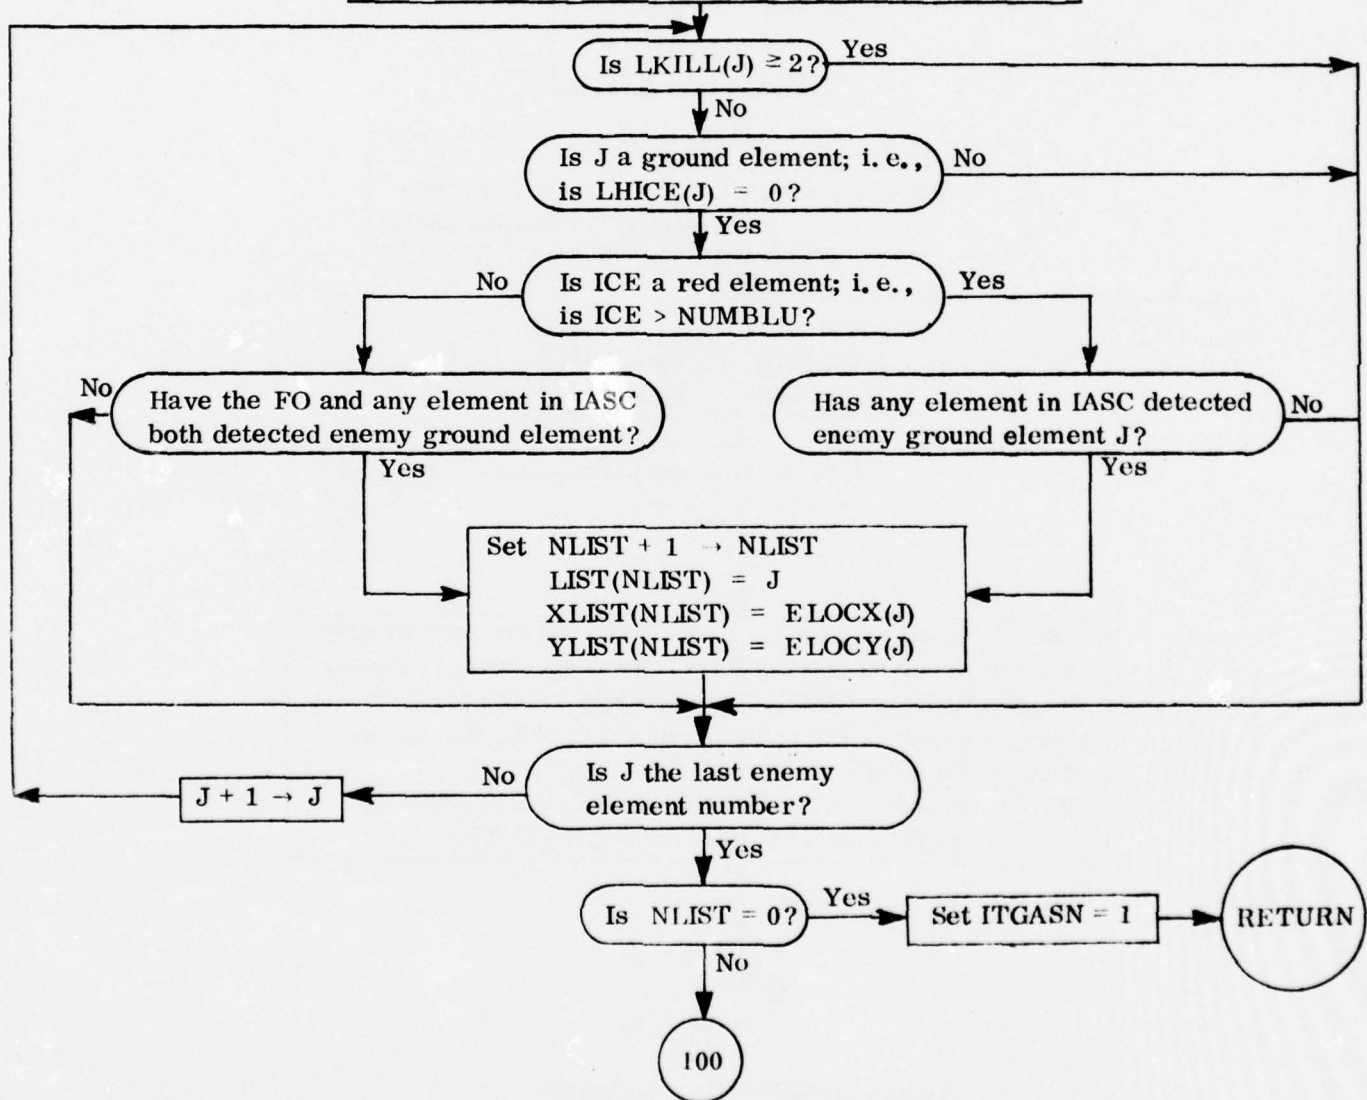 Is LKILL(J) ≥ 2?
Yes
No
Is J a ground element; i. e.,
is LHICE(J) = 0?
No
Yes
No
Is ICE a red element; i. e.,
is ICE > NUMBLU?
Yes
No
Have the FO and any element in IASC
both detected enemy ground element?
Yes
Has any element in IASC detected
enemy ground element J?
No
Yes
Set NLIST + 1 → NLIST
LIST(NLIST) = J
XLIST(NLIST) = ELOCX(J)
YLIST(NLIST) = ELOCY(J)
J + 1 → J
No
Is J the last enemy
element number?
Yes
Is NLIST = 0?
Yes
Set ITGASN = 1
RETURN
No
100